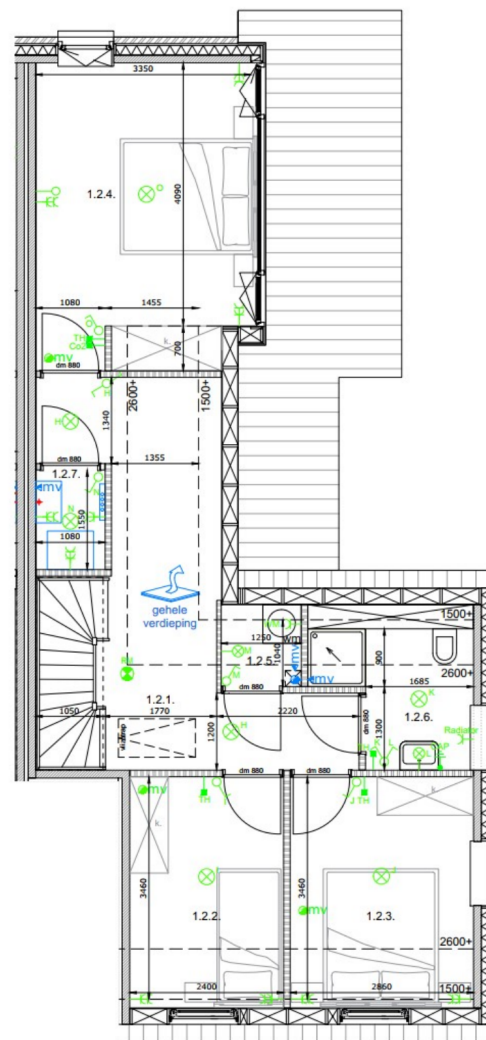 3350
1.2.4.
4090
1080
1455
TH
Co2
mv
k.
700
dm 880
2600+
1500+
H
1340
dm 880
1355
1.2.7.
mv
N
1550
1080
gehele
verdieping
1500+
wm
1250
1040
M
1.2.5.
M
mv
mv
900
1685
K
RM
1.2.1.
dm 880
1.2.6.
1050
1770
1200
H
2220
dm 880
1300
Radiator
L
L
2600+
vlizotrap
dm 880
dm 880
mv
TH
J TH
k.
k.
3460
3460
J
1.2.2.
1.2.3.
mv
2600+
2400
2860
1500+